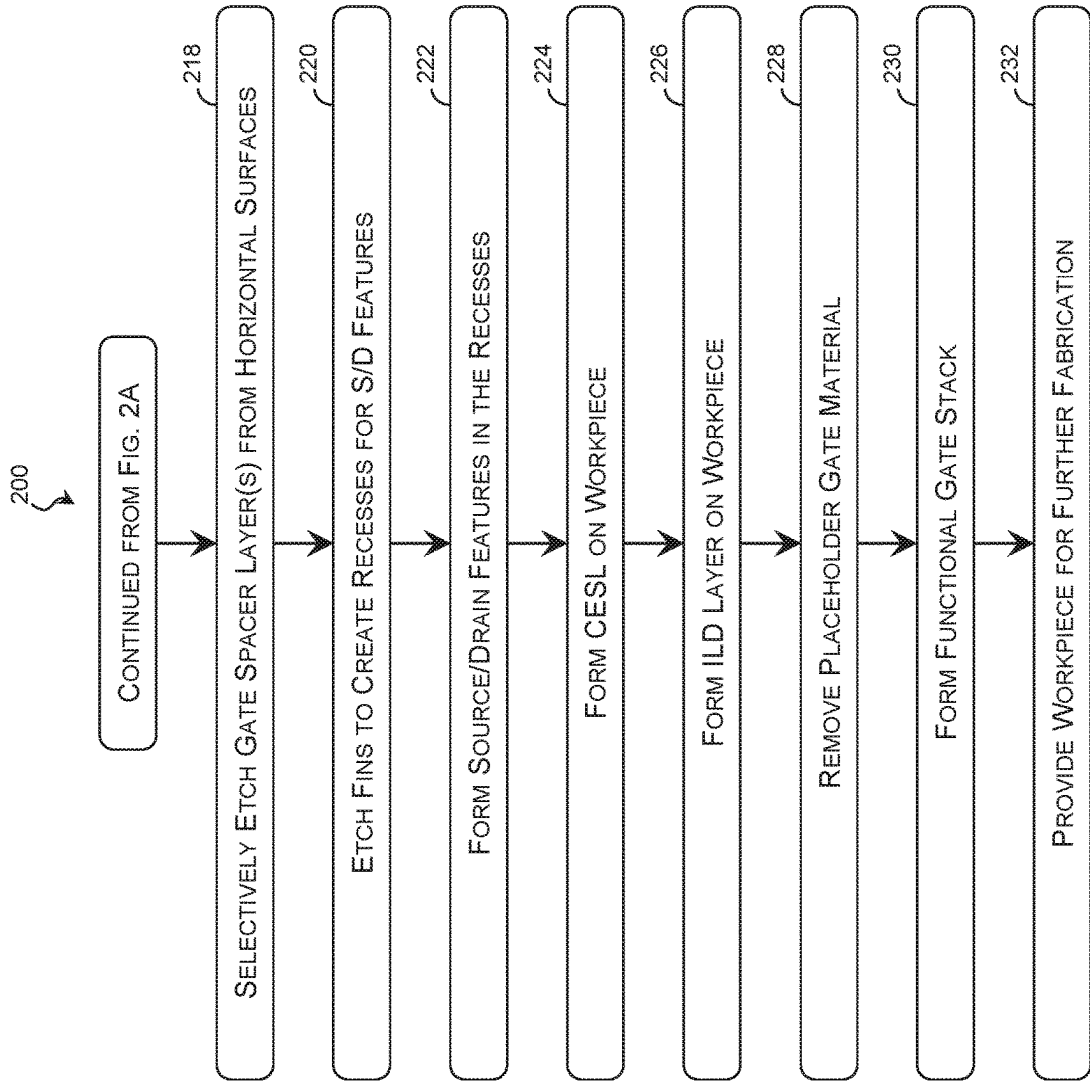 200
CONTINUED FROM FIG. 2A
218
SELECTIVELY ETCH GATE SPACER LAYER(S) FROM HORIZONTAL SURFACES
220
ETCH FINS TO CREATE RECESSES FOR S/D FEATURES
222
FORM SOURCE/DRAIN FEATURES IN THE RECESSES
224
FORM CESL ON WORKPIECE
226
FORM ILD LAYER ON WORKPIECE
228
REMOVE PLACEHOLDER GATE MATERIAL
230
FORM FUNCTIONAL GATE STACK
232
PROVIDE WORKPIECE FOR FURTHER FABRICATION